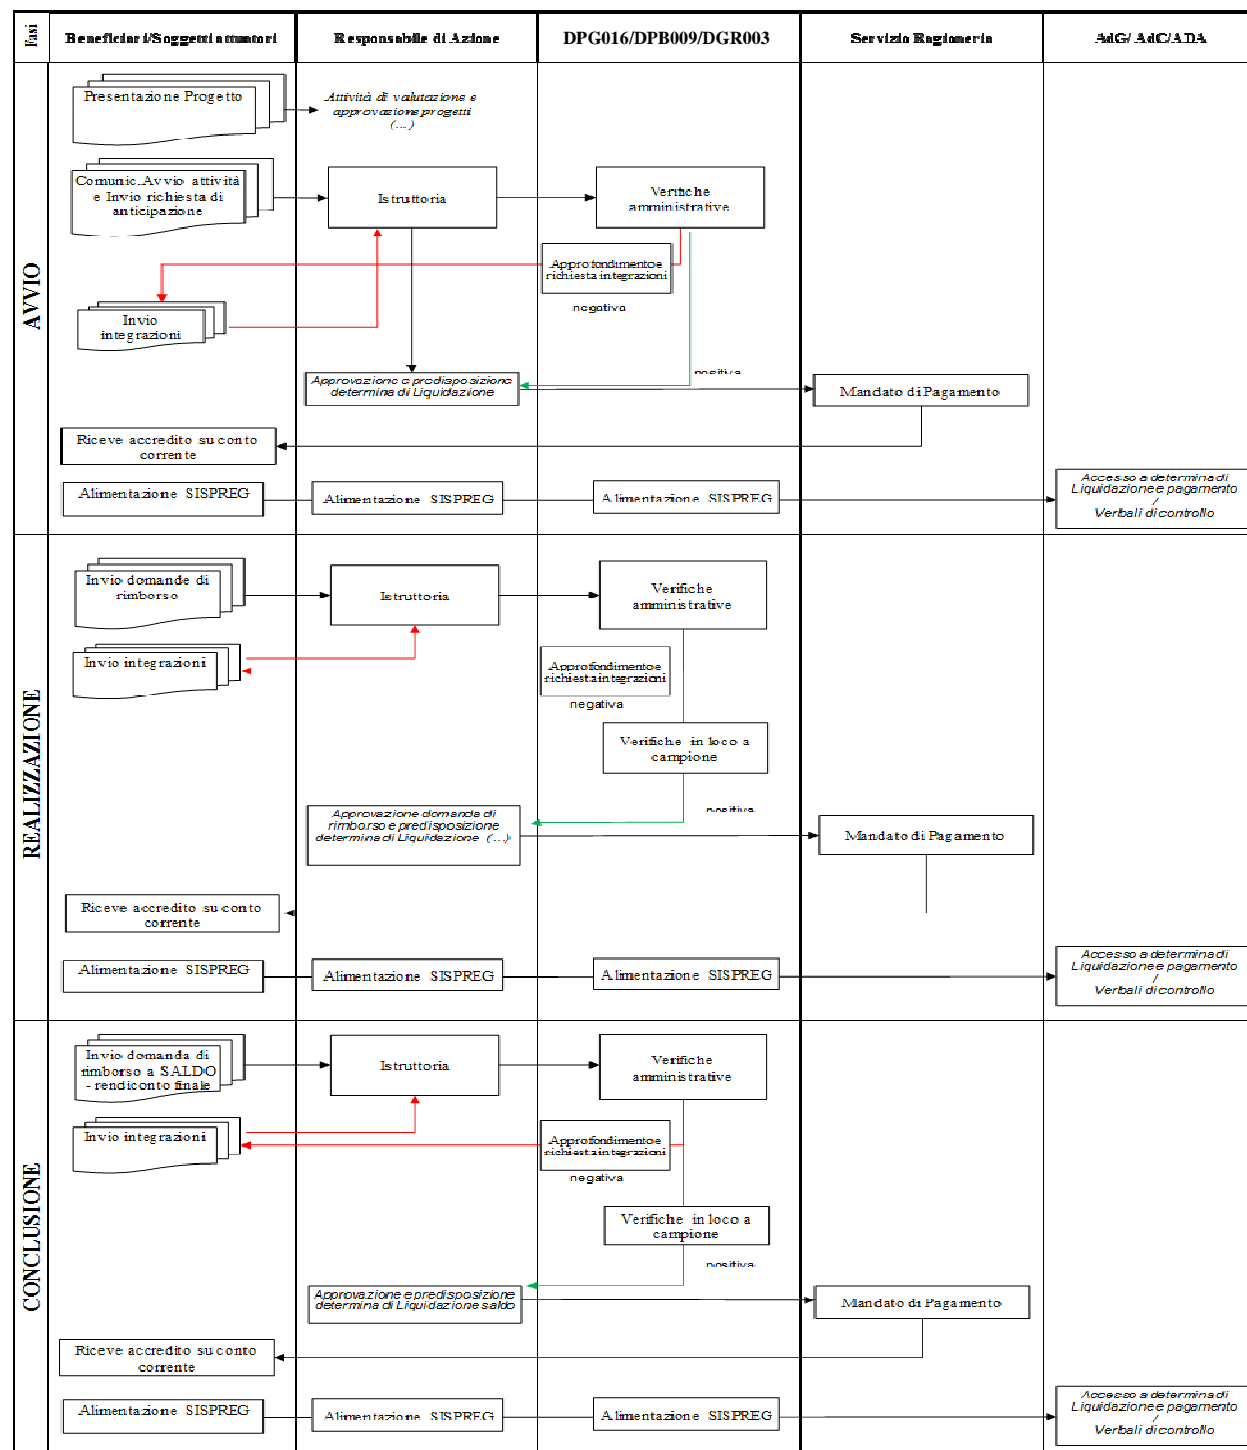 Fasi
Beneficiari/Soggetti attuatori
Responsabile di Azione
DPG016/DPB009/DGR003
Servizio Ragioneria
AdG/ AdC/ADA
AVVIO
Presentazione Progetto
Attività di valutazione e
approvazione progetti
(...)
Comunic.Avvio attività
e Invio richiesta di
anticipazione
Istruttoria
Verifiche
amministrative
Approfondimento e
richiesta integrazioni
negativa
Invio
integrazioni
positiva
Approvazione e predisposizione
determina di Liquidazione
Mandato di Pagamento
Riceve accredito su conto
corrente
Alimentazione SISPREG
Alimentazione SISPREG
Alimentazione SISPREG
Accesso a determina di
Liquidazione e pagamento
/
Verbali di controllo
REALIZZAZIONE
Invio domande di
rimborso
Istruttoria
Verifiche
amministrative
Invio integrazioni
Approfondimento e
richiesta integrazioni
negativa
Verifiche in loco a
campione
positiva
Approvazione domanda di
rimborso e predisposizione
determina di Liquidazione (...)
Mandato di Pagamento
Riceve accredito su conto
corrente
Alimentazione SISPREG
Alimentazione SISPREG
Alimentazione SISPREG
Accesso a determina di
Liquidazione e pagamento
/
Verbali di controllo
CONCLUSIONE
Invio domanda di
rimborso a SALDO
- rendiconto finale
Istruttoria
Verifiche
amministrative
Invio integrazioni
Approfondimento e
richiesta integrazioni
negativa
Verifiche in loco a
campione
positiva
Approvazione e predisposizione
determina di Liquidazione saldo
Mandato di Pagamento
Riceve accredito su conto
corrente
Alimentazione SISPREG
Alimentazione SISPREG
Alimentazione SISPREG
Accesso a determina di
Liquidazione e pagamento
/
Verbali di controllo